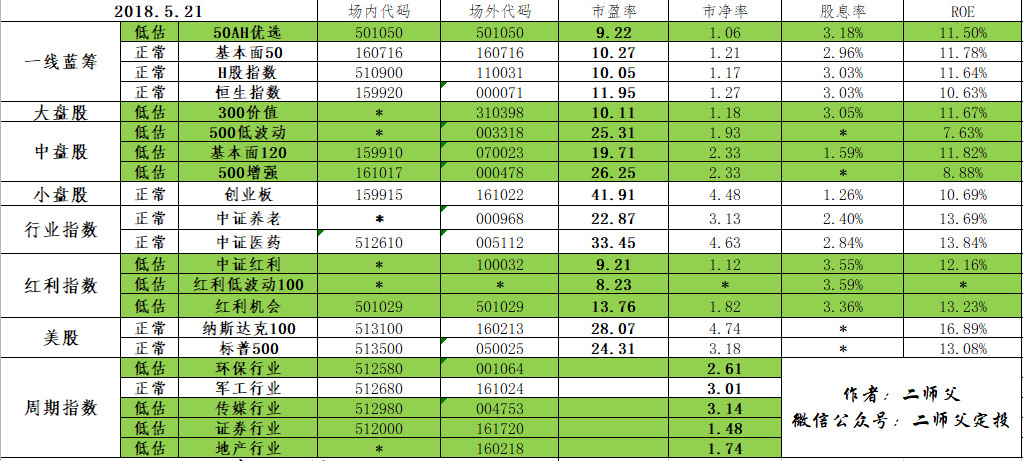 2018.5.21 场内代码 场外代码 市盈率 市净率 股息率 ROE
一线蓝筹
低估 50AH优选 501050 501050 9.22 1.06 3.18% 11.50%
正常 基本面50 160716 160716 10.27 1.21 2.96% 11.78%
正常 H股指数 510900 110031 10.05 1.17 3.03% 11.64%
正常 恒生指数 159920 000071 11.95 1.27 3.03% 10.63%
大盘股 低估 300价值 * 310398 10.11 1.18 3.05% 11.67%
中盘股
低估 500低波动 * 003318 25.31 1.93 * 7.63%
低估 基本面120 159910 070023 19.71 2.33 1.59% 11.82%
低估 500增强 161017 000478 26.25 2.33 * 8.88%
小盘股 正常 创业板 159915 161022 41.91 4.48 1.26% 10.69%
行业指数
正常 中证养老 * 000968 22.87 3.13 2.40% 13.69%
正常 中证医药 512610 005112 33.45 4.63 2.84% 13.84%
红利指数
低估 中证红利 * 100032 9.21 1.12 3.55% 12.16%
低估 红利低波动100 * * 8.23 * 3.59% *
低估 红利机会 501029 501029 13.76 1.82 3.36% 13.23%
美股
正常 纳斯达克100 513100 160213 28.07 4.74 * 16.89%
正常 标普500 513500 050025 24.31 3.18 * 13.08%
周期指数
低估 环保行业 512580 001064 2.61
正常 军工行业 512680 161024 3.01
低估 传媒行业 512980 004753 3.14
低估 证券行业 512000 161720 1.48
低估 地产行业 * 160218 1.74
作者：二师父
微信公众号：二师父定投